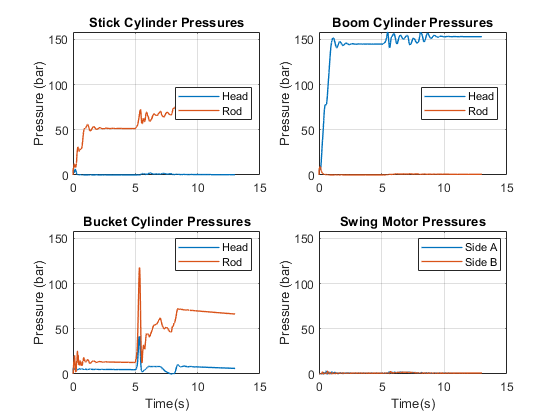 Stick Cylinder Pressures
Pressure (bar)
150
100
50
0
0 5 10 15
Head
Rod
Boom Cylinder Pressures
Pressure (bar)
150
100
50
0
0 5 10 15
Head
Rod
Bucket Cylinder Pressures
Pressure (bar)
150
100
50
0
0 5 10 15
Time(s)
Head
Rod
Swing Motor Pressures
Pressure (bar)
150
100
50
0
0 5 10 15
Time(s)
Side A
Side B